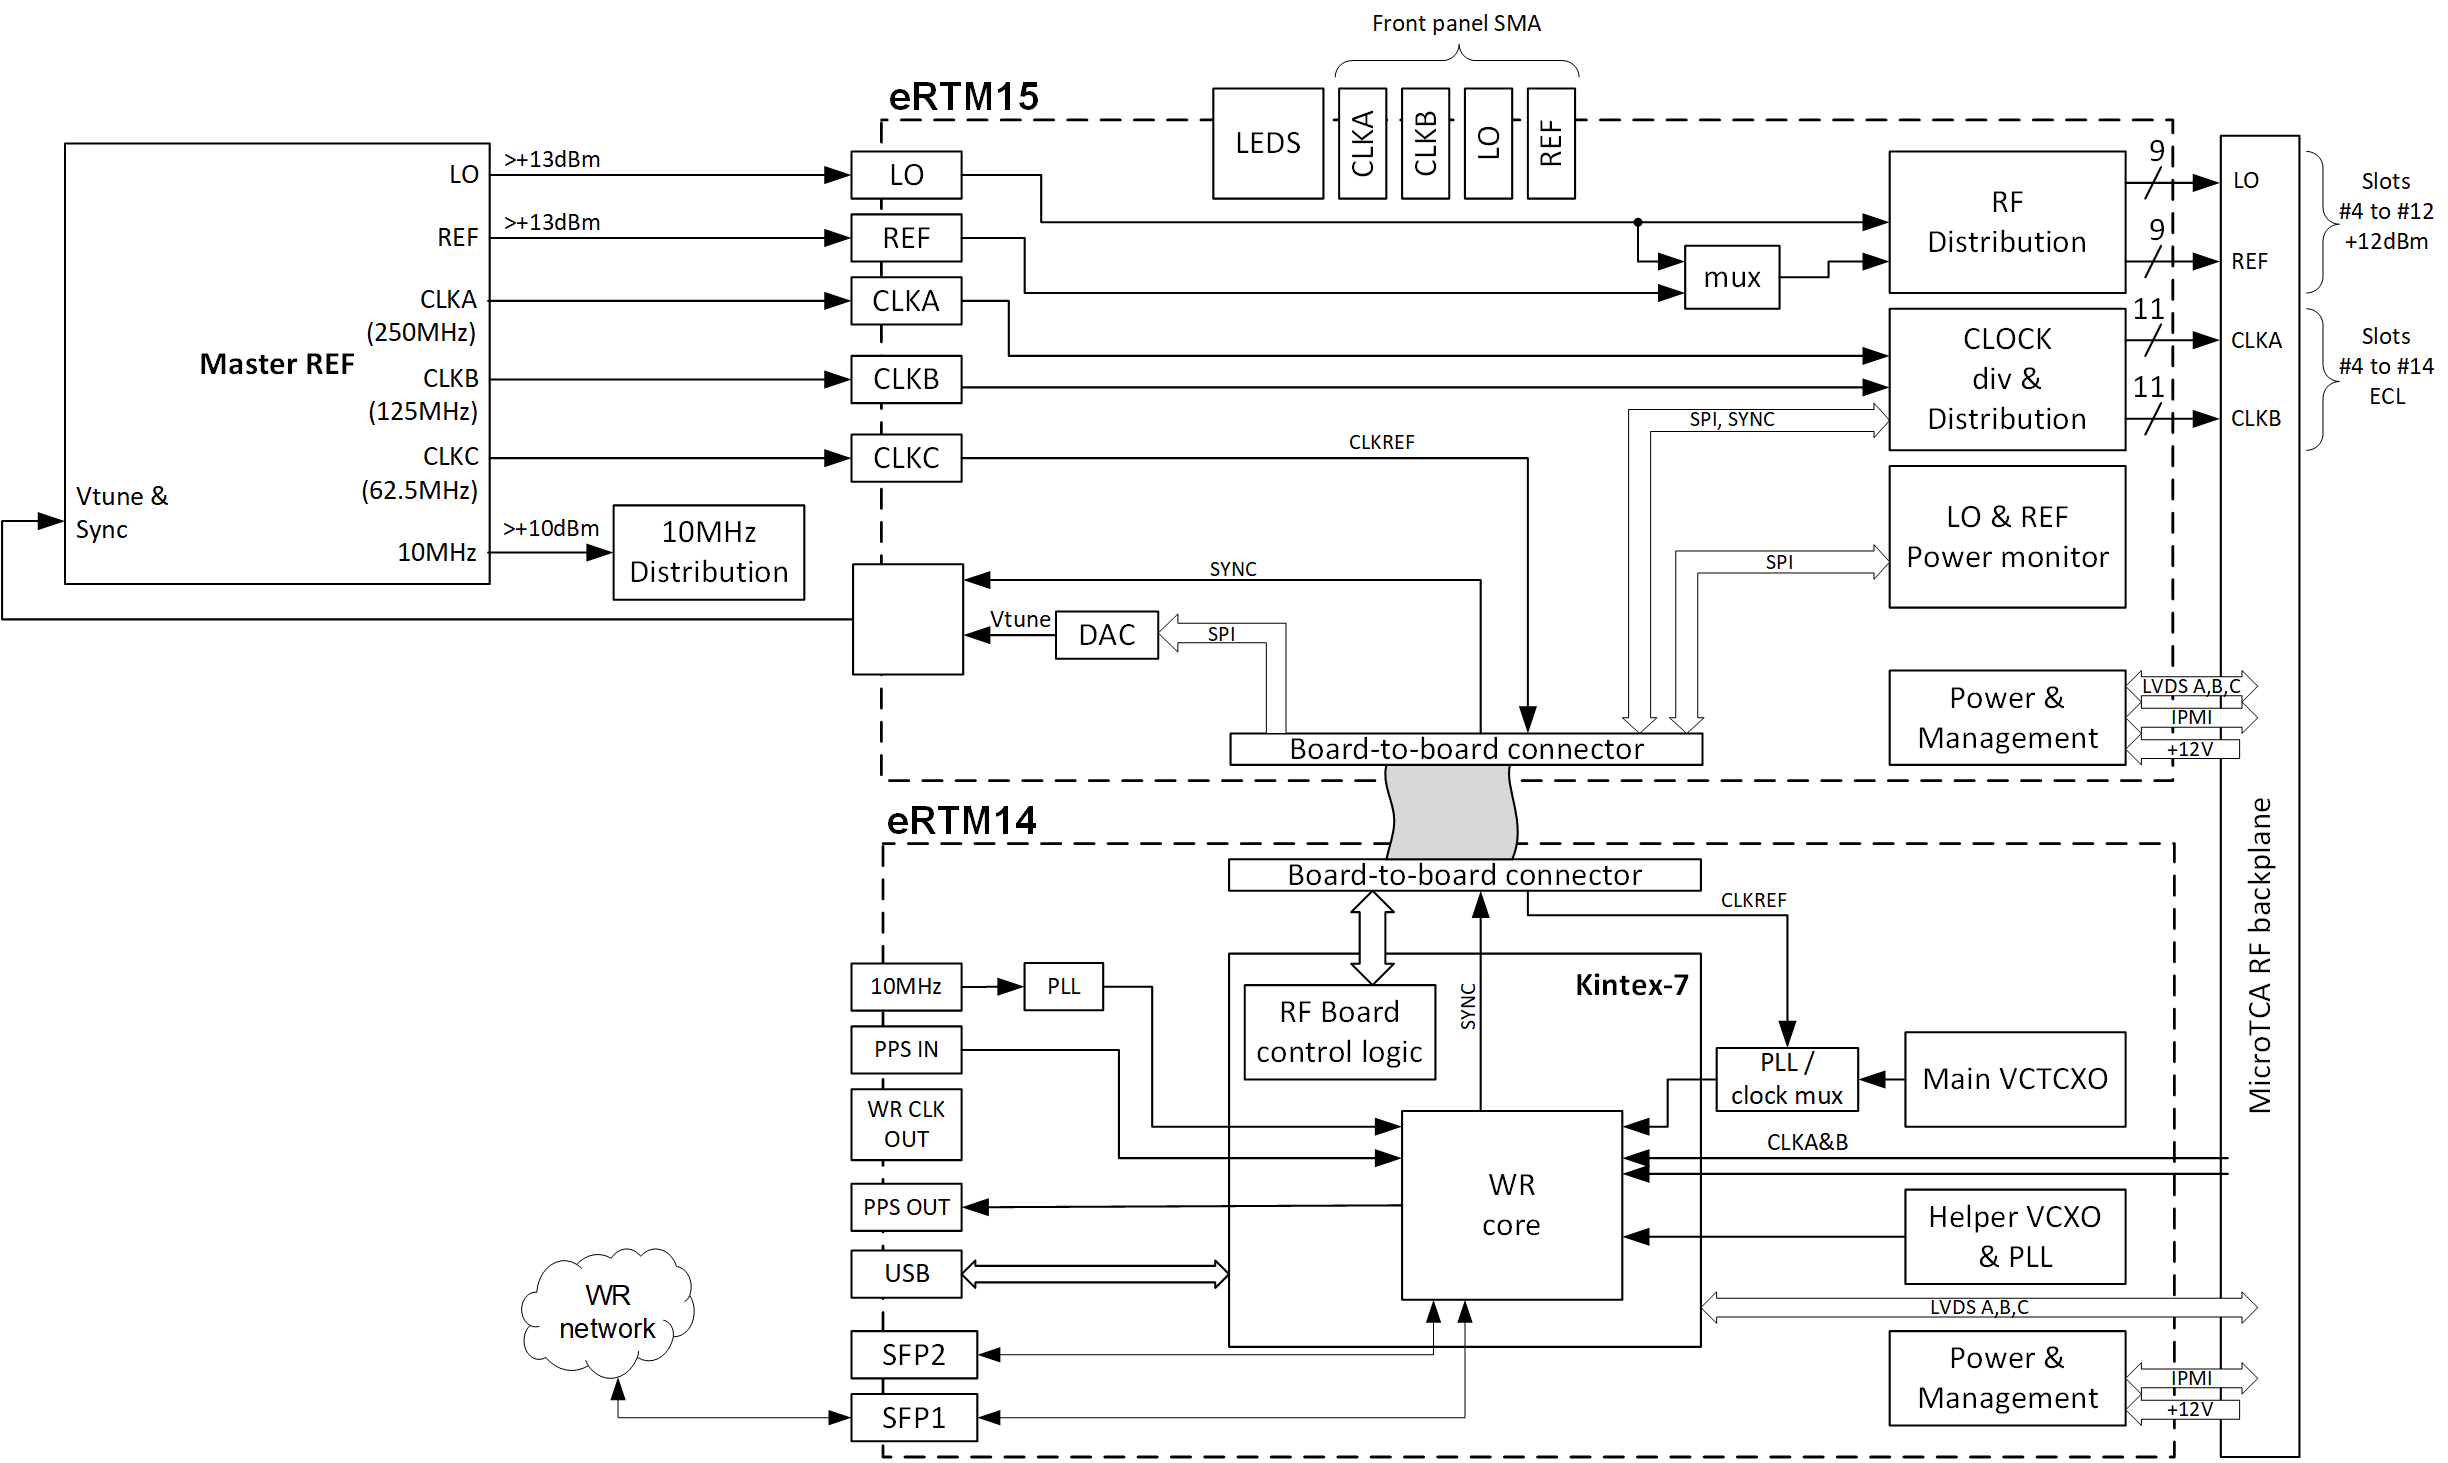 Front panel SMA
eRTM15
LEDS
CLKA
CLKB
LO
REF
Master REF
LO
>+13dBm
REF
>+13dBm
CLKA
(250MHz)
CLKB
(125MHz)
CLKC
(62.5MHz)
Vtune &
Sync
10MHz
>+10dBm
10MHz
Distribution
LO
REF
CLKA
CLKB
CLKC
CLKREF
SYNC
Vtune
DAC
SPI
mux
RF
Distribution
CLOCK
div &
Distribution
SPI, SYNC
LO & REF
Power monitor
SPI
Power &
Management
LVDS A,B,C
IPMI
+12V
9
9
11
11
LO
REF
CLKA
CLKB
Slots
#4 to #12
+12dBm
Slots
#4 to #14
ECL
MicroTCA RF backplane
Board-to-board connector
eRTM14
Board-to-board connector
CLKREF
10MHz
PLL
PPS IN
WR CLK
OUT
PPS OUT
USB
SFP2
SFP1
WR
network
Kintex-7
RF Board
control logic
SYNC
WR
core
PLL /
clock mux
Main VCTCXO
CLKA&B
Helper VCXO
& PLL
LVDS A,B,C
Power &
Management
IPMI
+12V